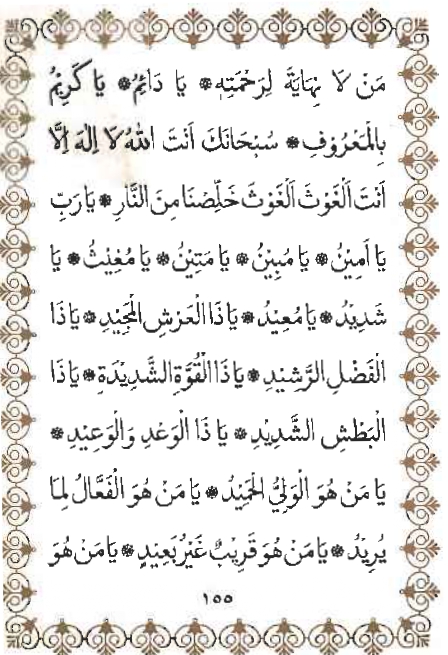 مَنْ لَا نِهَايَةَ لِرَحْمَتِهِ * يَا دَائِمُ * يَا كَرِيْمُ
بِالْمَعْرُوْفِ * سُبْحَانَكَ اَنْتَ اللهُ لَا اِلٰهَ اِلَّا
اَنْتَ الْغَوْثَ الْغَوْثَ خَلِّصْنَا مِنَ النَّارِ * يَا رَبِّ
يَا اَمِيْنُ * يَا مُبِيْنُ * يَا مَتِيْنُ * يَا مُغِيْثُ * يَا
شَدِيْدُ * يَا مُعِيْدُ * يَا ذَا الْعَرْشِ الْمَجِيْدِ * يَا ذَا
الْفَضْلِ الرَّشِيْدِ * يَا ذَا الْقُوَّةِ الشَّدِيْدَةِ * يَا ذَا
الْبَطْشِ الشَّدِيْدِ * يَا ذَا الْوَعْدِ وَالْوَعِيْدِ *
يَا مَنْ هُوَ الْوَلِيُّ الْحَمِيْدُ * يَا مَنْ هُوَ الْفَعَّالُ لِمَا
يُرِيْدُ * يَا مَنْ هُوَ قَرِيْبٌ غَيْرُ بَعِيْدٍ * يَا مَنْ هُوَ
١٥٥